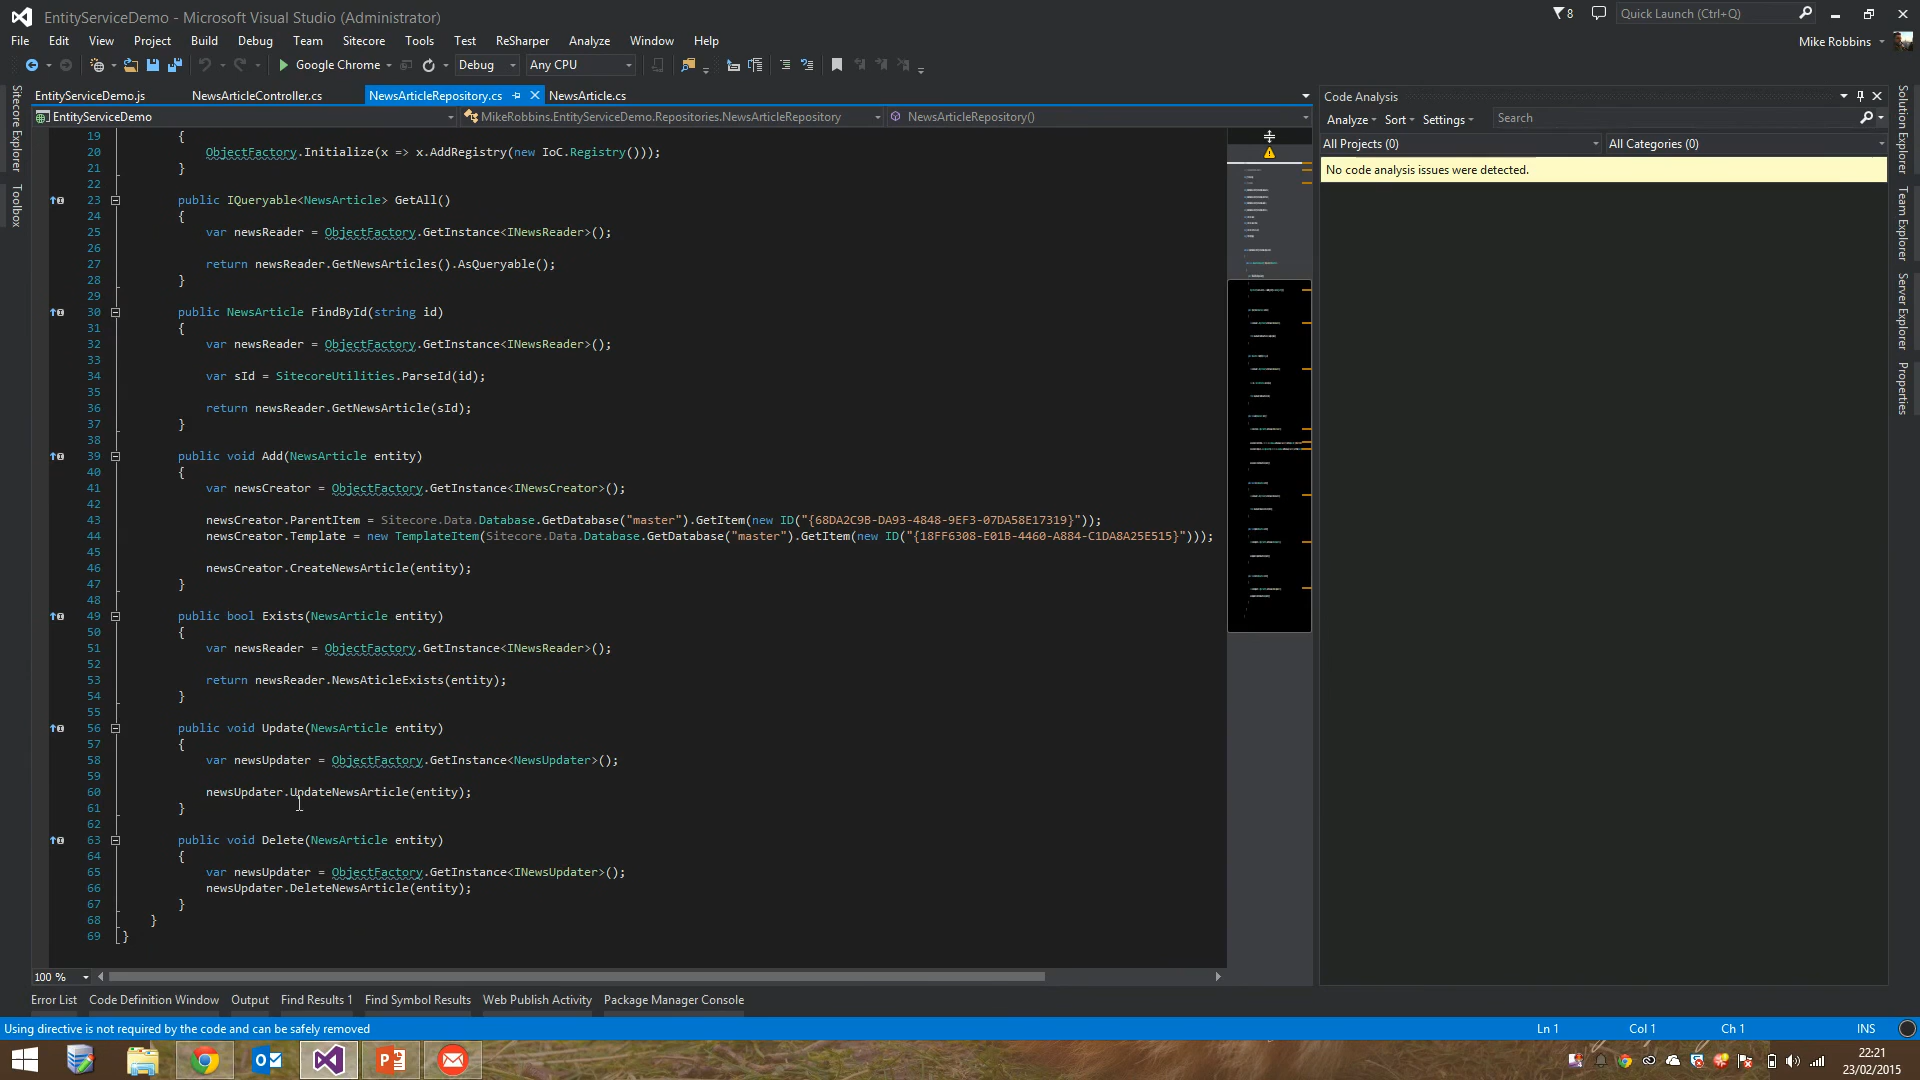 EntityServiceDemo - Microsoft Visual Studio (Administrator)
8
Quick Launch (Ctrl+Q)
File Edit View Project Build Debug Team Sitecore Tools Test ReSharper Analyze Window Help
Mike Robbins
Google Chrome Debug Any CPU
EntityServiceDemo.js NewsArticleController.cs NewsArticleRepository.cs NewsArticle.cs
EntityServiceDemo MikeRobbins.EntityServiceDemo.Repositories.NewsArticleRepository NewsArticleRepository()
Sitecore Explorer
Toolbox
19 {
20 ObjectFactory.Initialize(x => x.AddRegistry(new IoC.Registry()));
21 }
22
23 public IQueryable<NewsArticle> GetAll()
24 {
25 var newsReader = ObjectFactory.GetInstance<INewsReader>();
26
27 return newsReader.GetNewsArticles().AsQueryable();
28 }
29
30 public NewsArticle FindById(string id)
31 {
32 var newsReader = ObjectFactory.GetInstance<INewsReader>();
33
34 var sId = SitecoreUtilities.ParseId(id);
35
36 return newsReader.GetNewsArticle(sId);
37 }
38
39 public void Add(NewsArticle entity)
40 {
41 var newsCreator = ObjectFactory.GetInstance<INewsCreator>();
42
43 newsCreator.ParentItem = Sitecore.Data.Database.GetDatabase("master").GetItem(new ID("{68DA2C9B-DA93-4848-9EF3-07DA58E17319}"));
44 newsCreator.Template = new TemplateItem(Sitecore.Data.Database.GetDatabase("master").GetItem(new ID("{18FF6308-E01B-4460-A884-C1DA8A25E515}")));
45
46 newsCreator.CreateNewsArticle(entity);
47 }
48
49 public bool Exists(NewsArticle entity)
50 {
51 var newsReader = ObjectFactory.GetInstance<INewsReader>();
52
53 return newsReader.NewsAticleExists(entity);
54 }
55
56 public void Update(NewsArticle entity)
57 {
58 var newsUpdater = ObjectFactory.GetInstance<NewsUpdater>();
59
60 newsUpdater.UpdateNewsArticle(entity);
61 }
62
63 public void Delete(NewsArticle entity)
64 {
65 var newsUpdater = ObjectFactory.GetInstance<INewsUpdater>();
66 newsUpdater.DeleteNewsArticle(entity);
67 }
68 }
69 }
100 %
Code Analysis
Analyze Sort Settings Search
All Projects (0) All Categories (0)
No code analysis issues were detected.
Solution Explorer
Team Explorer
Server Explorer
Properties
Error List Code Definition Window Output Find Results 1 Find Symbol Results Web Publish Activity Package Manager Console
Using directive is not required by the code and can be safely removed Ln 1 Col 1 Ch 1 INS
22:21
23/02/2015